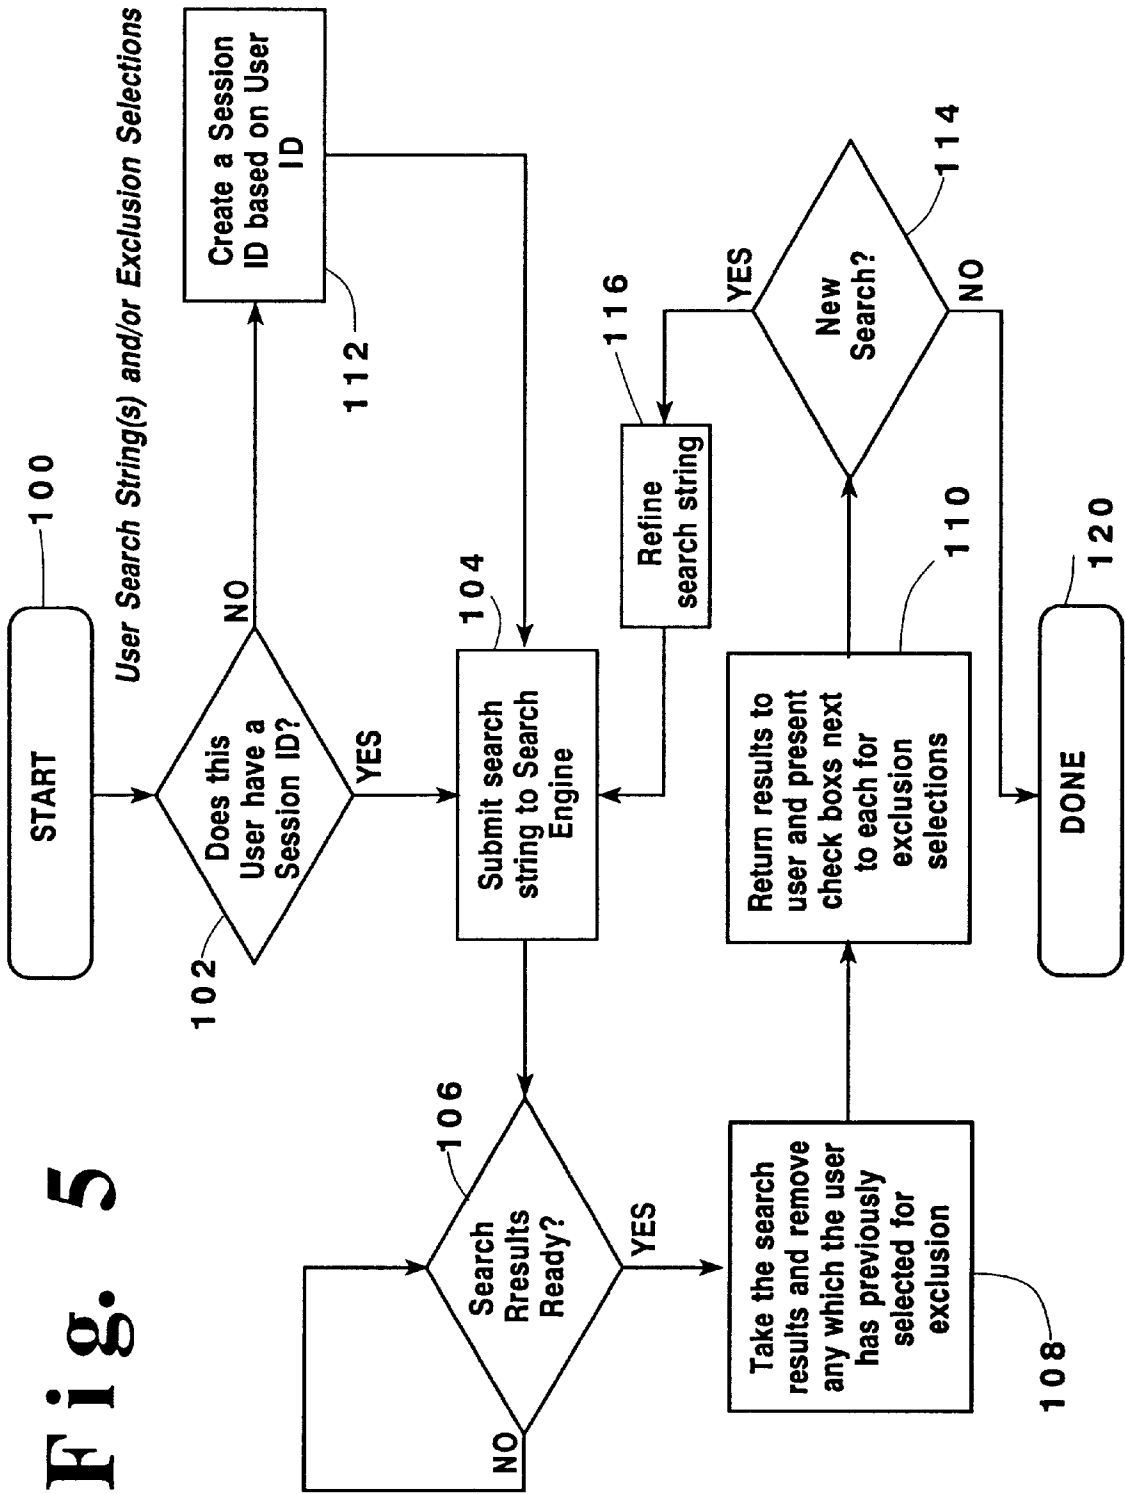 Fig. 5
START
100
User Search String(s) and/or Exclusion Selections
102
Does this
User have a
Session ID?
NO
YES
Create a Session
ID based on User
ID
112
104
Submit search
string to Search
Engine
106
Search
Rresults
Ready?
NO
YES
116
Refine
search string
Take the search
results and remove
any which the user
has previously
selected for
exclusion
108
Return results to
user and present
check boxs next
to each for
exclusion
selections
110
New
Search?
YES
NO
114
DONE
120